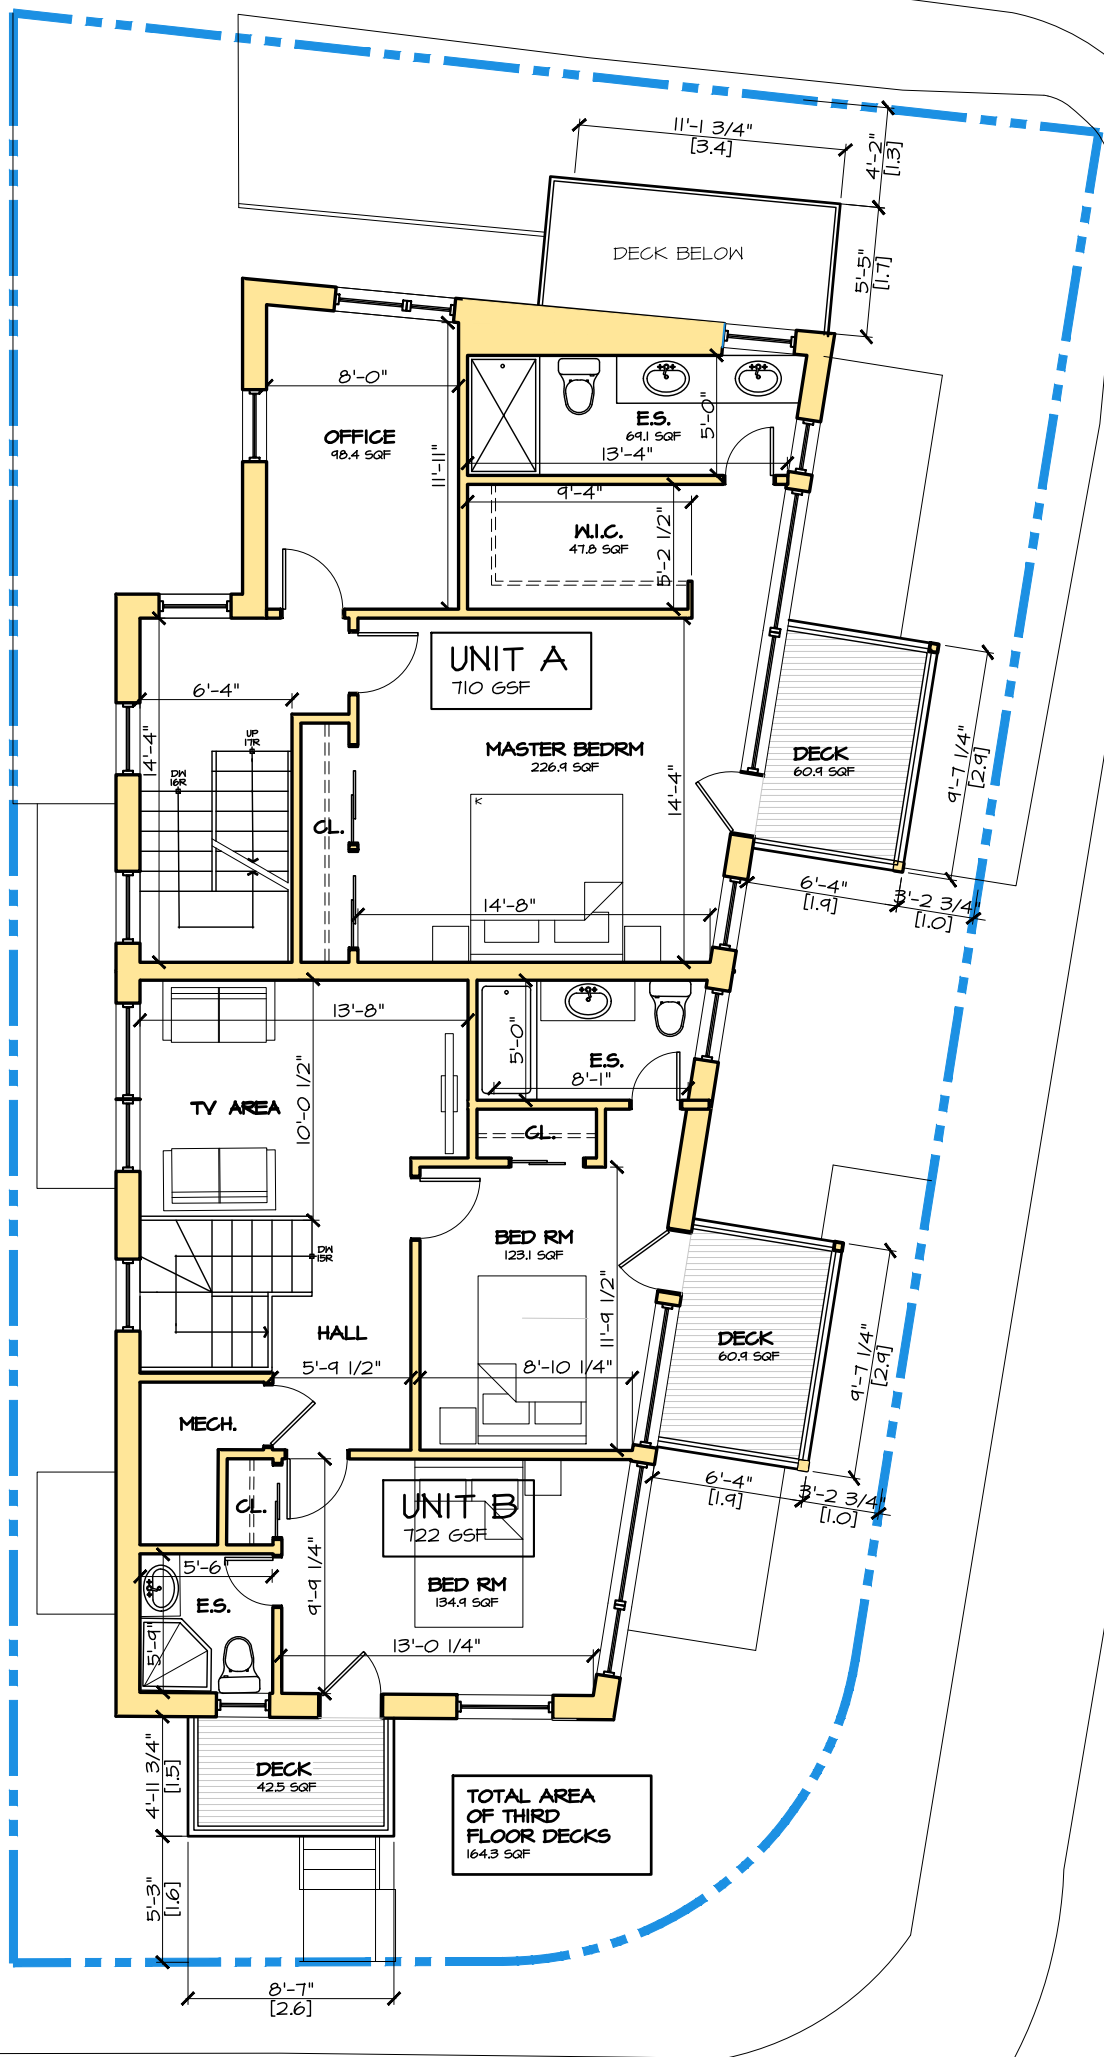 11'-1 3/4"
[3.4]
4'-2"
[1.3]
DECK BELOW
5'-5"
[1.7]
8'-0"
OFFICE
98.4 SQF
11'-11"
E.S.
69.1 SQF
5'-0"
13'-4"
9'-4"
W.I.C.
47.8 SQF
5'-2 1/2"
UNIT A
710 GSF
6'-4"
14'-4"
UP
17R
DW
16R
MASTER BEDRM
226.9 SQF
K
14'-4"
CL.
14'-8"
DECK
60.9 SQF
9'-7 1/4"
[2.9]
6'-4"
[1.9]
3'-2 3/4"
[1.0]
13'-8"
10'-0 1/2"
TV AREA
5'-0"
E.S.
8'-1"
CL.
BED RM
123.1 SQF
11'-9 1/2"
8'-10 1/4"
DW
15R
HALL
5'-9 1/2"
DECK
60.9 SQF
9'-7 1/4"
[2.9]
6'-4"
[1.9]
3'-2 3/4"
[1.0]
MECH.
CL.
UNIT B
722 GSF
9'-9 1/4"
5'-6"
E.S.
5'-9"
BED RM
134.9 SQF
13'-0 1/4"
DECK
42.5 SQF
4'-11 3/4"
[1.5]
TOTAL AREA
OF THIRD
FLOOR DECKS
164.3 SQF
5'-3"
[1.6]
8'-7"
[2.6]